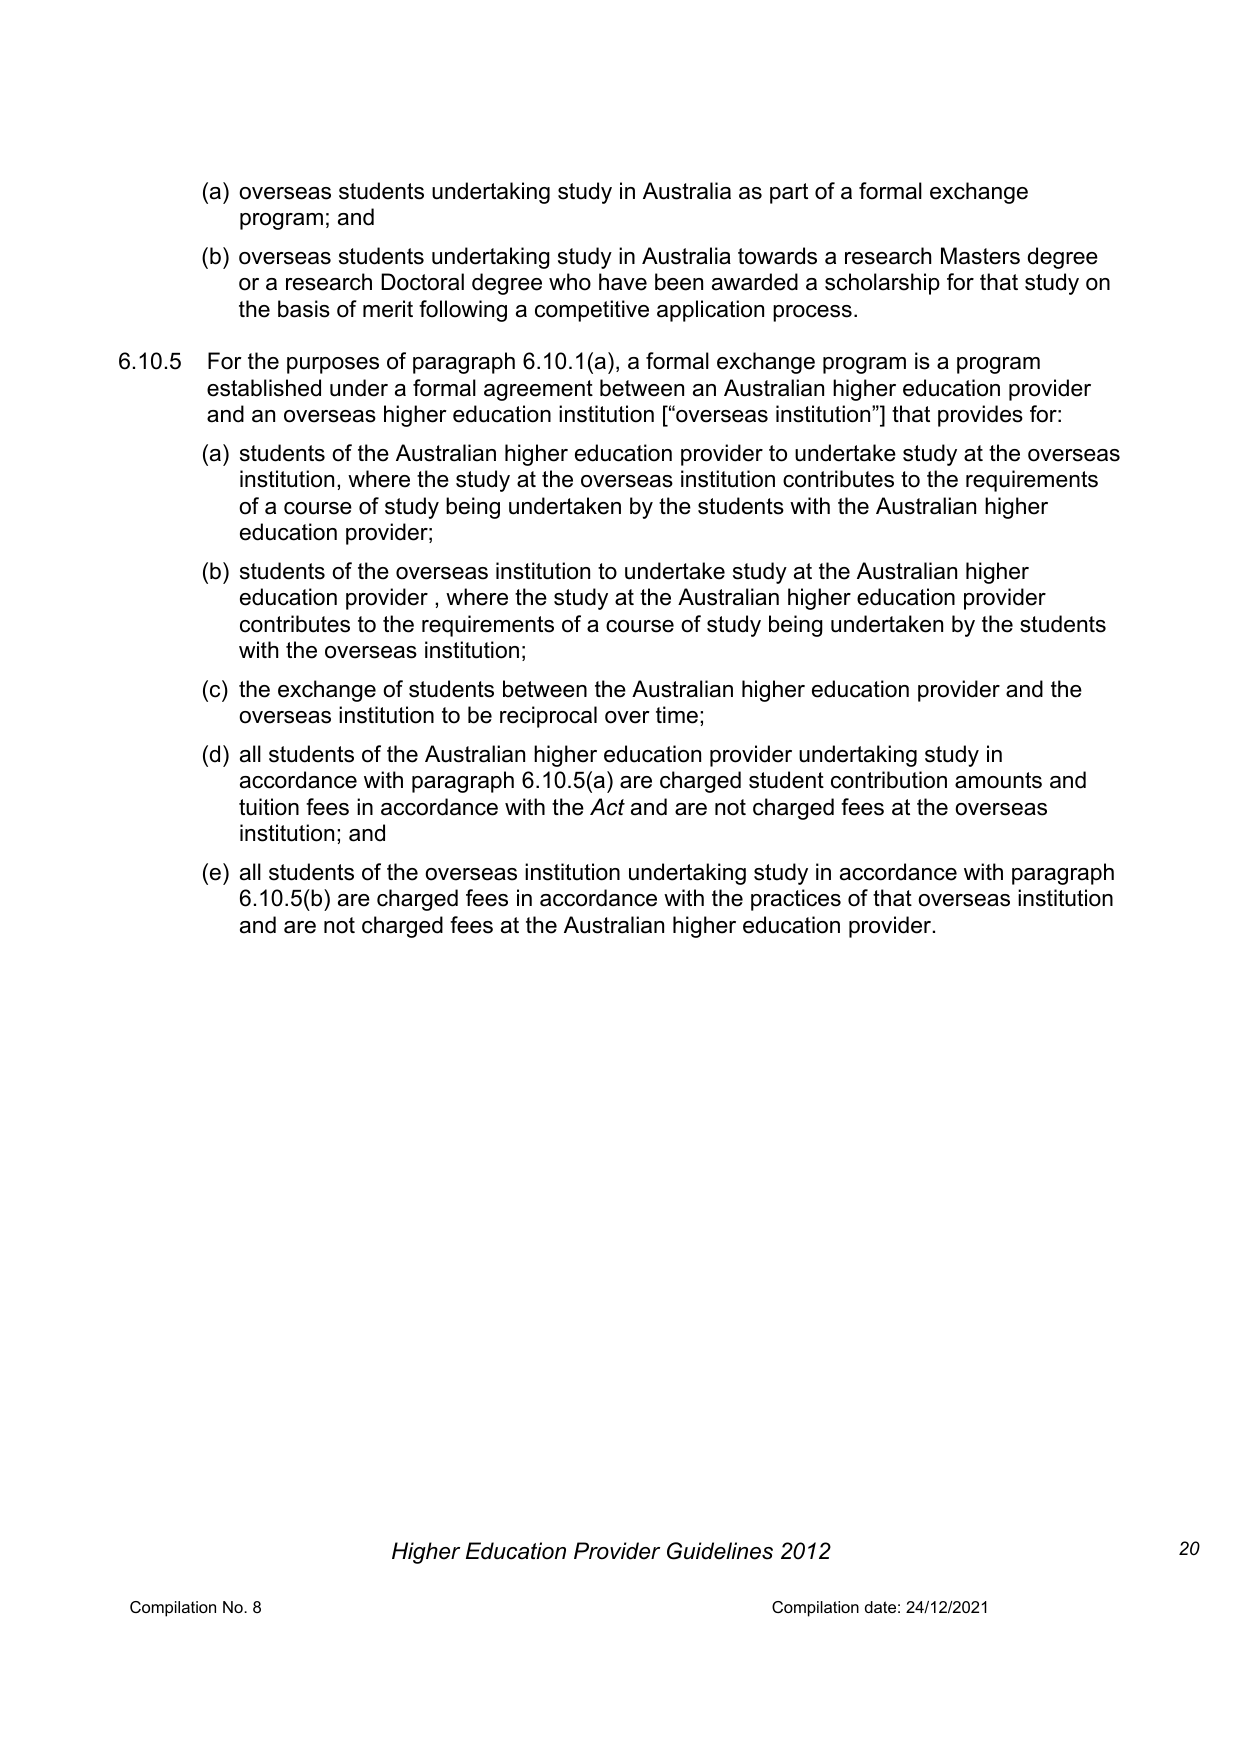 (a) overseas students undertaking study in Australia as part of a formal exchange
program; and
(b) overseas students undertaking study in Australia towards a research Masters degree
or a research Doctoral degree who have been awarded a scholarship for that study on
the basis of merit following a competitive application process.
6.10.5 For the purposes of paragraph 6.10.1(a), a formal exchange program is a program
established under a formal agreement between an Australian higher education provider
and an overseas higher education institution [“overseas institution”] that provides for:
(a) students of the Australian higher education provider to undertake study at the overseas
institution, where the study at the overseas institution contributes to the requirements
of a course of study being undertaken by the students with the Australian higher
education provider;
(b) students of the overseas institution to undertake study at the Australian higher
education provider , where the study at the Australian higher education provider
contributes to the requirements of a course of study being undertaken by the students
with the overseas institution;
(c) the exchange of students between the Australian higher education provider and the
overseas institution to be reciprocal over time;
(d) all students of the Australian higher education provider undertaking study in
accordance with paragraph 6.10.5(a) are charged student contribution amounts and
tuition fees in accordance with the Act and are not charged fees at the overseas
institution; and
(e) all students of the overseas institution undertaking study in accordance with paragraph
6.10.5(b) are charged fees in accordance with the practices of that overseas institution
and are not charged fees at the Australian higher education provider.
Higher Education Provider Guidelines 2012 20
Compilation No. 8 Compilation date: 24/12/2021